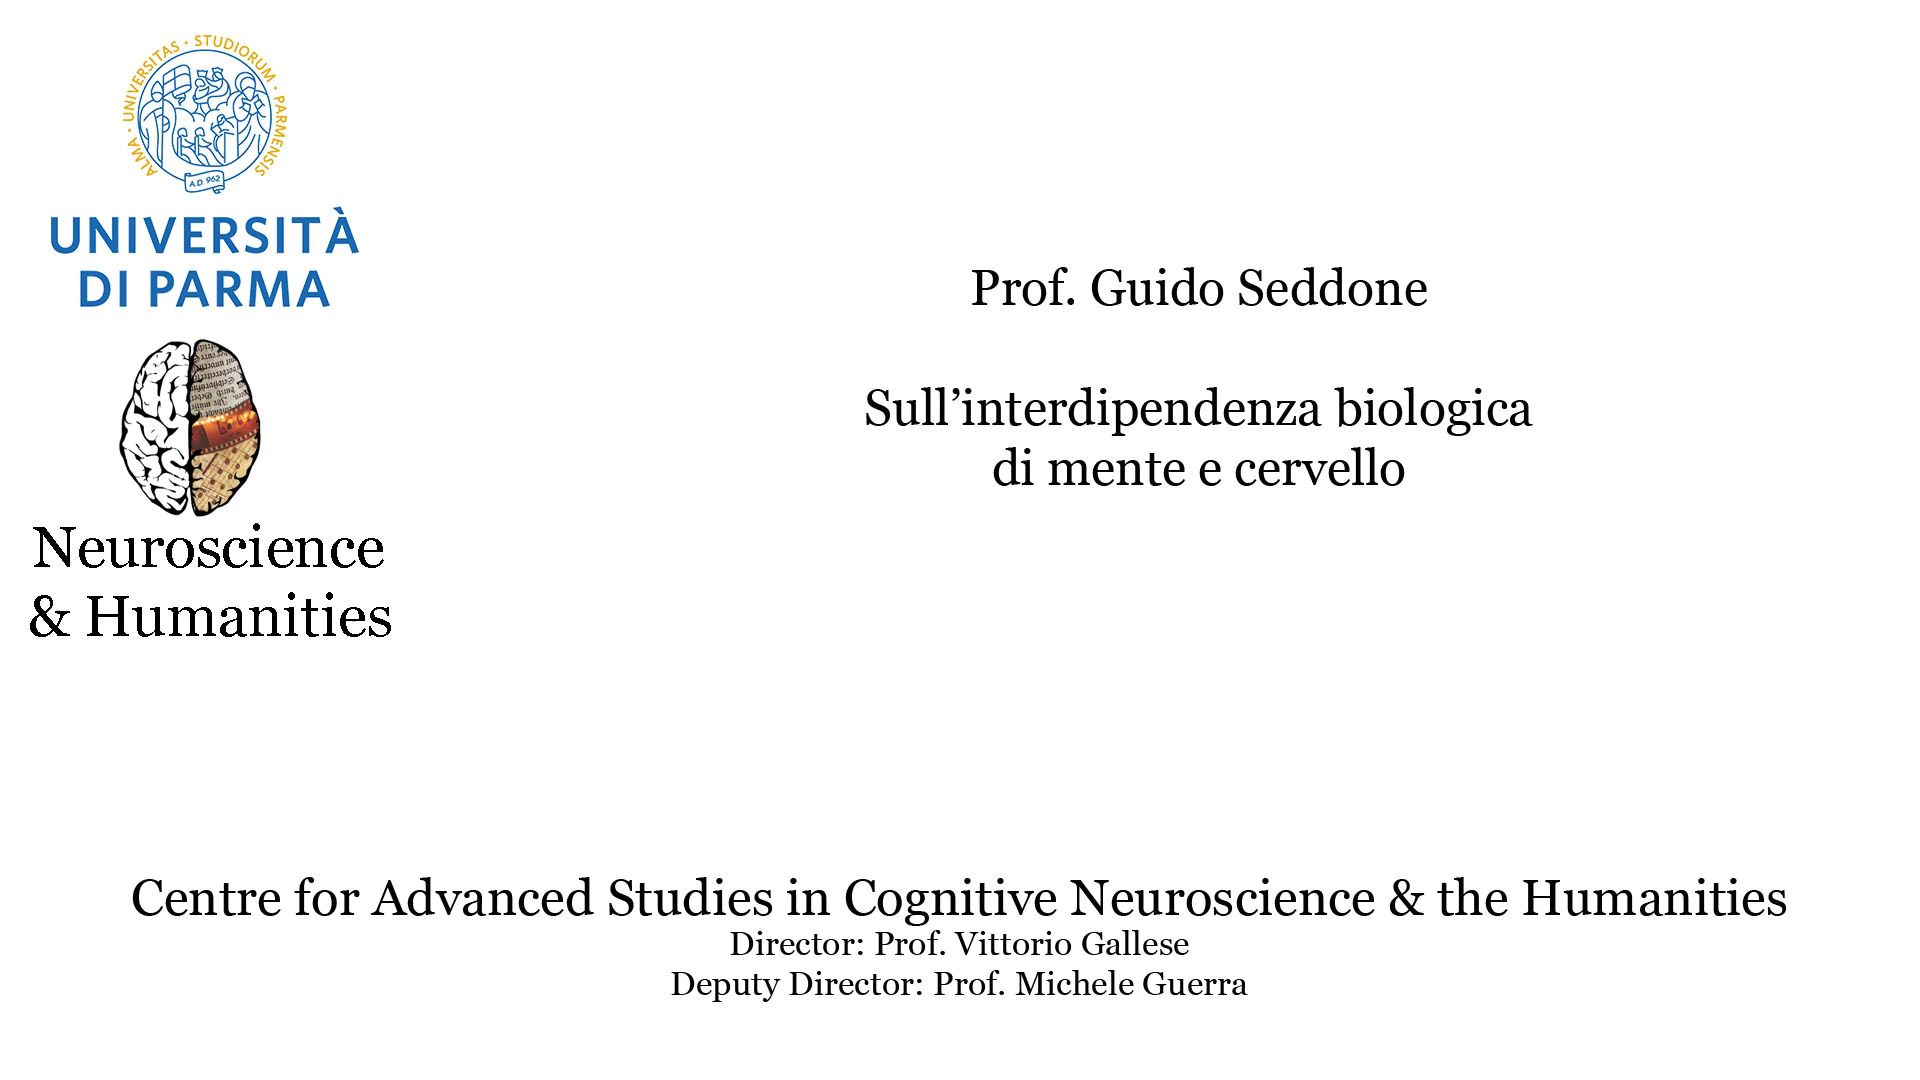 ALMA · UNIVERSITAS · STUDIORUM · PARMENSIS
A.D. 962
UNIVERSITÀ
DI PARMA
Neuroscience
& Humanities
Prof. Guido Seddone
Sull’interdipendenza biologica
di mente e cervello
Centre for Advanced Studies in Cognitive Neuroscience & the Humanities
Director: Prof. Vittorio Gallese
Deputy Director: Prof. Michele Guerra